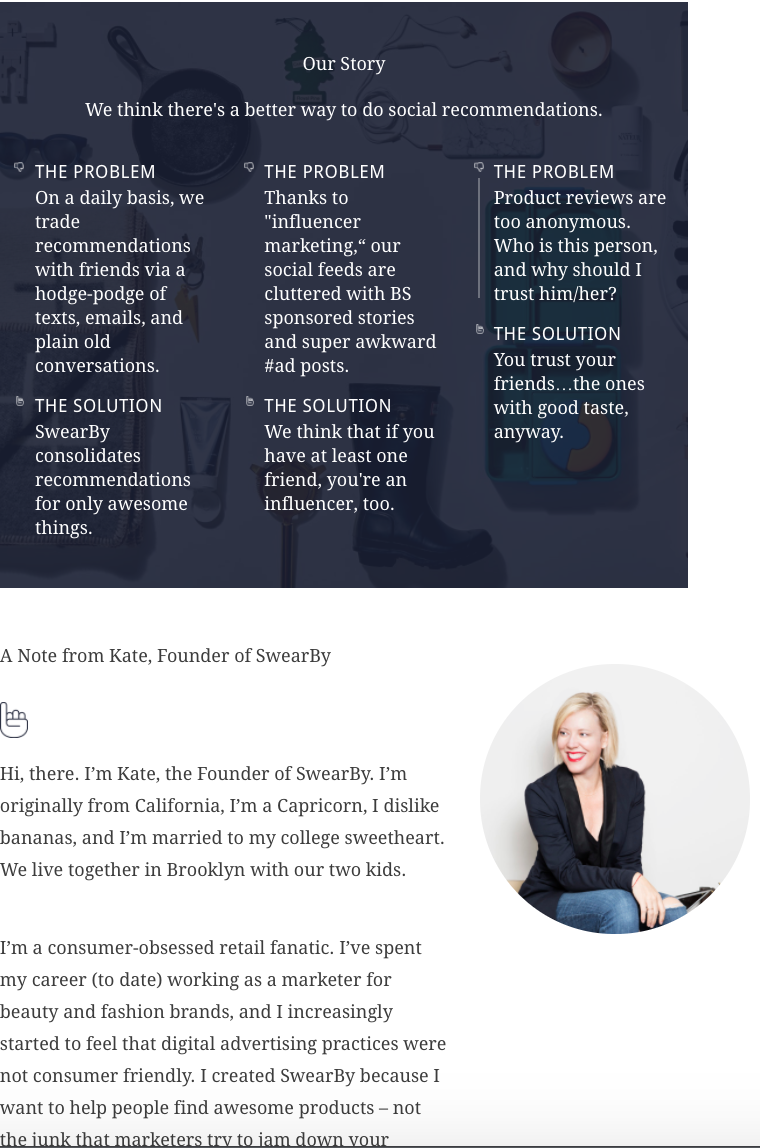 Our Story
We think there's a better way to do social recommendations.
THE PROBLEM
On a daily basis, we
trade
recommendations
with friends via a
hodge-podge of
texts, emails, and
plain old
conversations.
THE SOLUTION
SwearBy
consolidates
recommendations
for only awesome
things.
THE PROBLEM
Thanks to
"influencer
marketing,“ our
social feeds are
cluttered with BS
sponsored stories
and super awkward
#ad posts.
THE SOLUTION
We think that if you
have at least one
friend, you're an
influencer, too.
THE PROBLEM
Product reviews are
too anonymous.
Who is this person,
and why should I
trust him/her?
THE SOLUTION
You trust your
friends…the ones
with good taste,
anyway.
A Note from Kate, Founder of SwearBy
Hi, there. I’m Kate, the Founder of SwearBy. I’m
originally from California, I’m a Capricorn, I dislike
bananas, and I’m married to my college sweetheart.
We live together in Brooklyn with our two kids.
I’m a consumer-obsessed retail fanatic. I’ve spent
my career (to date) working as a marketer for
beauty and fashion brands, and I increasingly
started to feel that digital advertising practices were
not consumer friendly. I created SwearBy because I
want to help people find awesome products – not
the junk that marketers try to jam down your